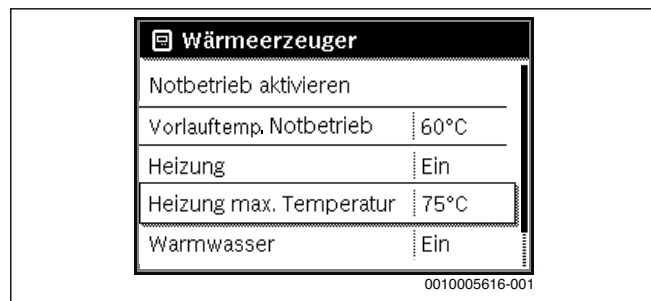 Wärmeerzeuger
Notbetrieb aktivieren
Vorlauftemp. Notbetrieb 60°C
Heizung Ein
Heizung max. Temperatur 75°C
Warmwasser Ein
0010005616-001